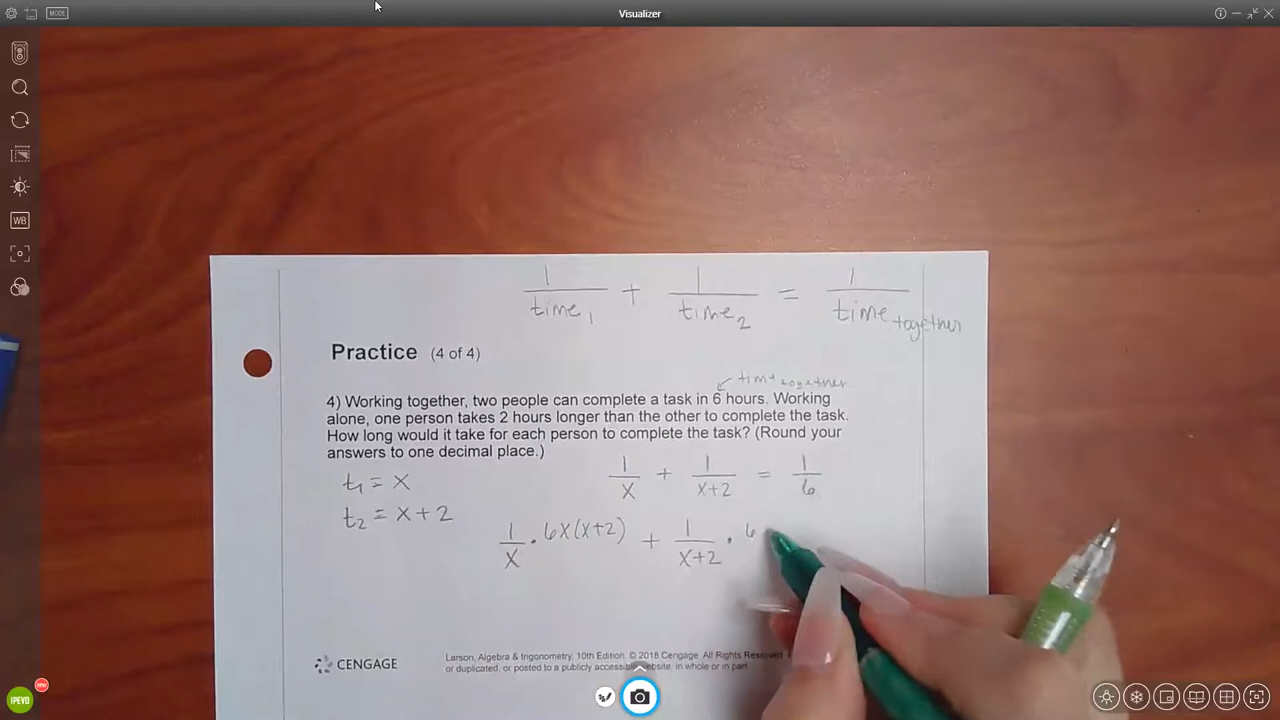 MODE
Visualizer
WB
1/time₁ + 1/time₂ = 1/time together
Practice (4 of 4)
time together
4) Working together, two people can complete a task in 6 hours. Working
alone, one person takes 2 hours longer than the other to complete the task.
How long would it take for each person to complete the task? (Round your
answers to one decimal place.)
1/x + 1/x+2 = 1/6
t₁ = x
t₂ = x + 2
1/x · 6x(x+2) + 1/x+2 · 6
CENGAGE
Larson, Algebra & Trigonometry, 10th Edition. © 2018 Cengage. All Rights Reserved
or duplicated, or posted to a publicly accessible website, in whole or in part
IPEVO